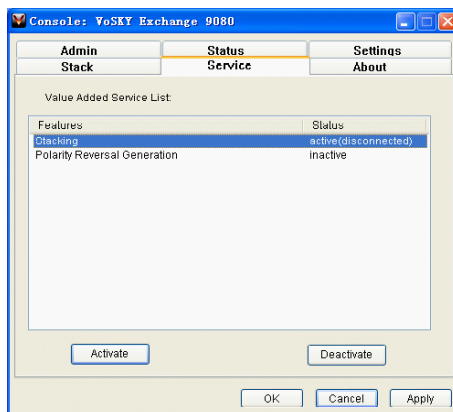 Console: VoSKY Exchange 9080
Admin Status Settings
Stack Service About
Value Added Service List:
Features Status
Stacking active(disconnected)
Polarity Reversal Generation inactive
Activate Deactivate
OK Cancel Apply